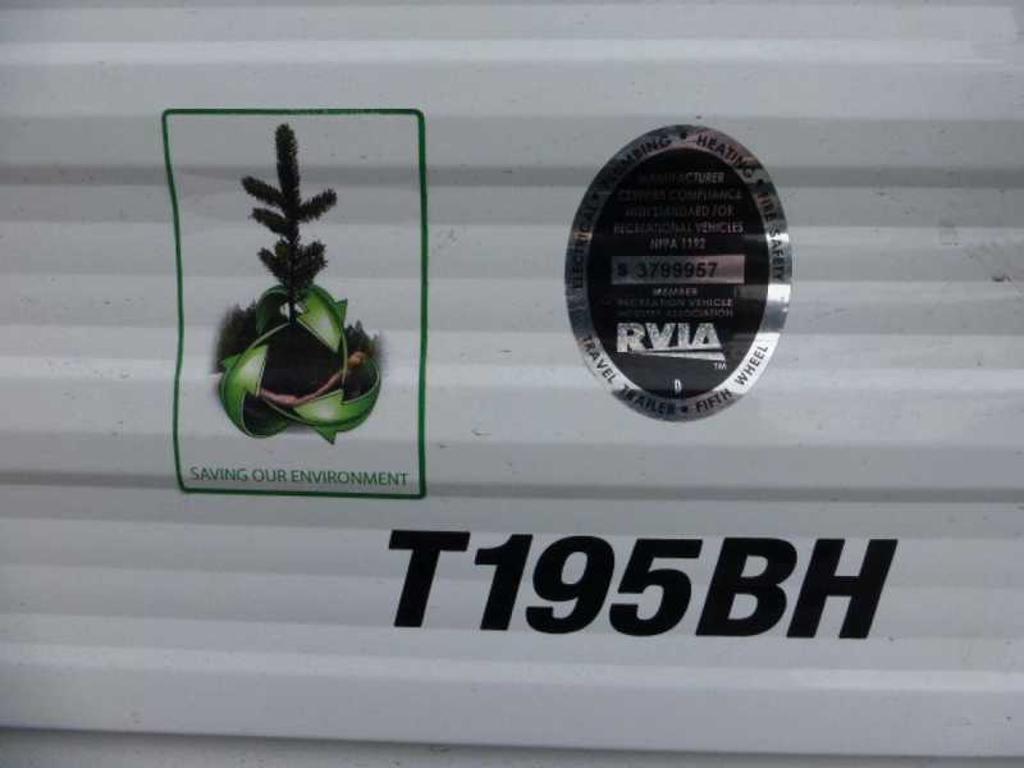 SAVING OUR ENVIRONMENT
ELECTRICAL • PLUMBING • HEATING • FIRE SAFETY
MANUFACTURER
CERTIFIES COMPLIANCE
WITH STANDARD FOR
RECREATIONAL VEHICLES
NFPA 1192
S 3799957
MEMBER
RECREATION VEHICLE
INDUSTRY ASSOCIATION
RVIA
TM
D
TRAVEL TRAILER • FIFTH WHEEL
T195BH